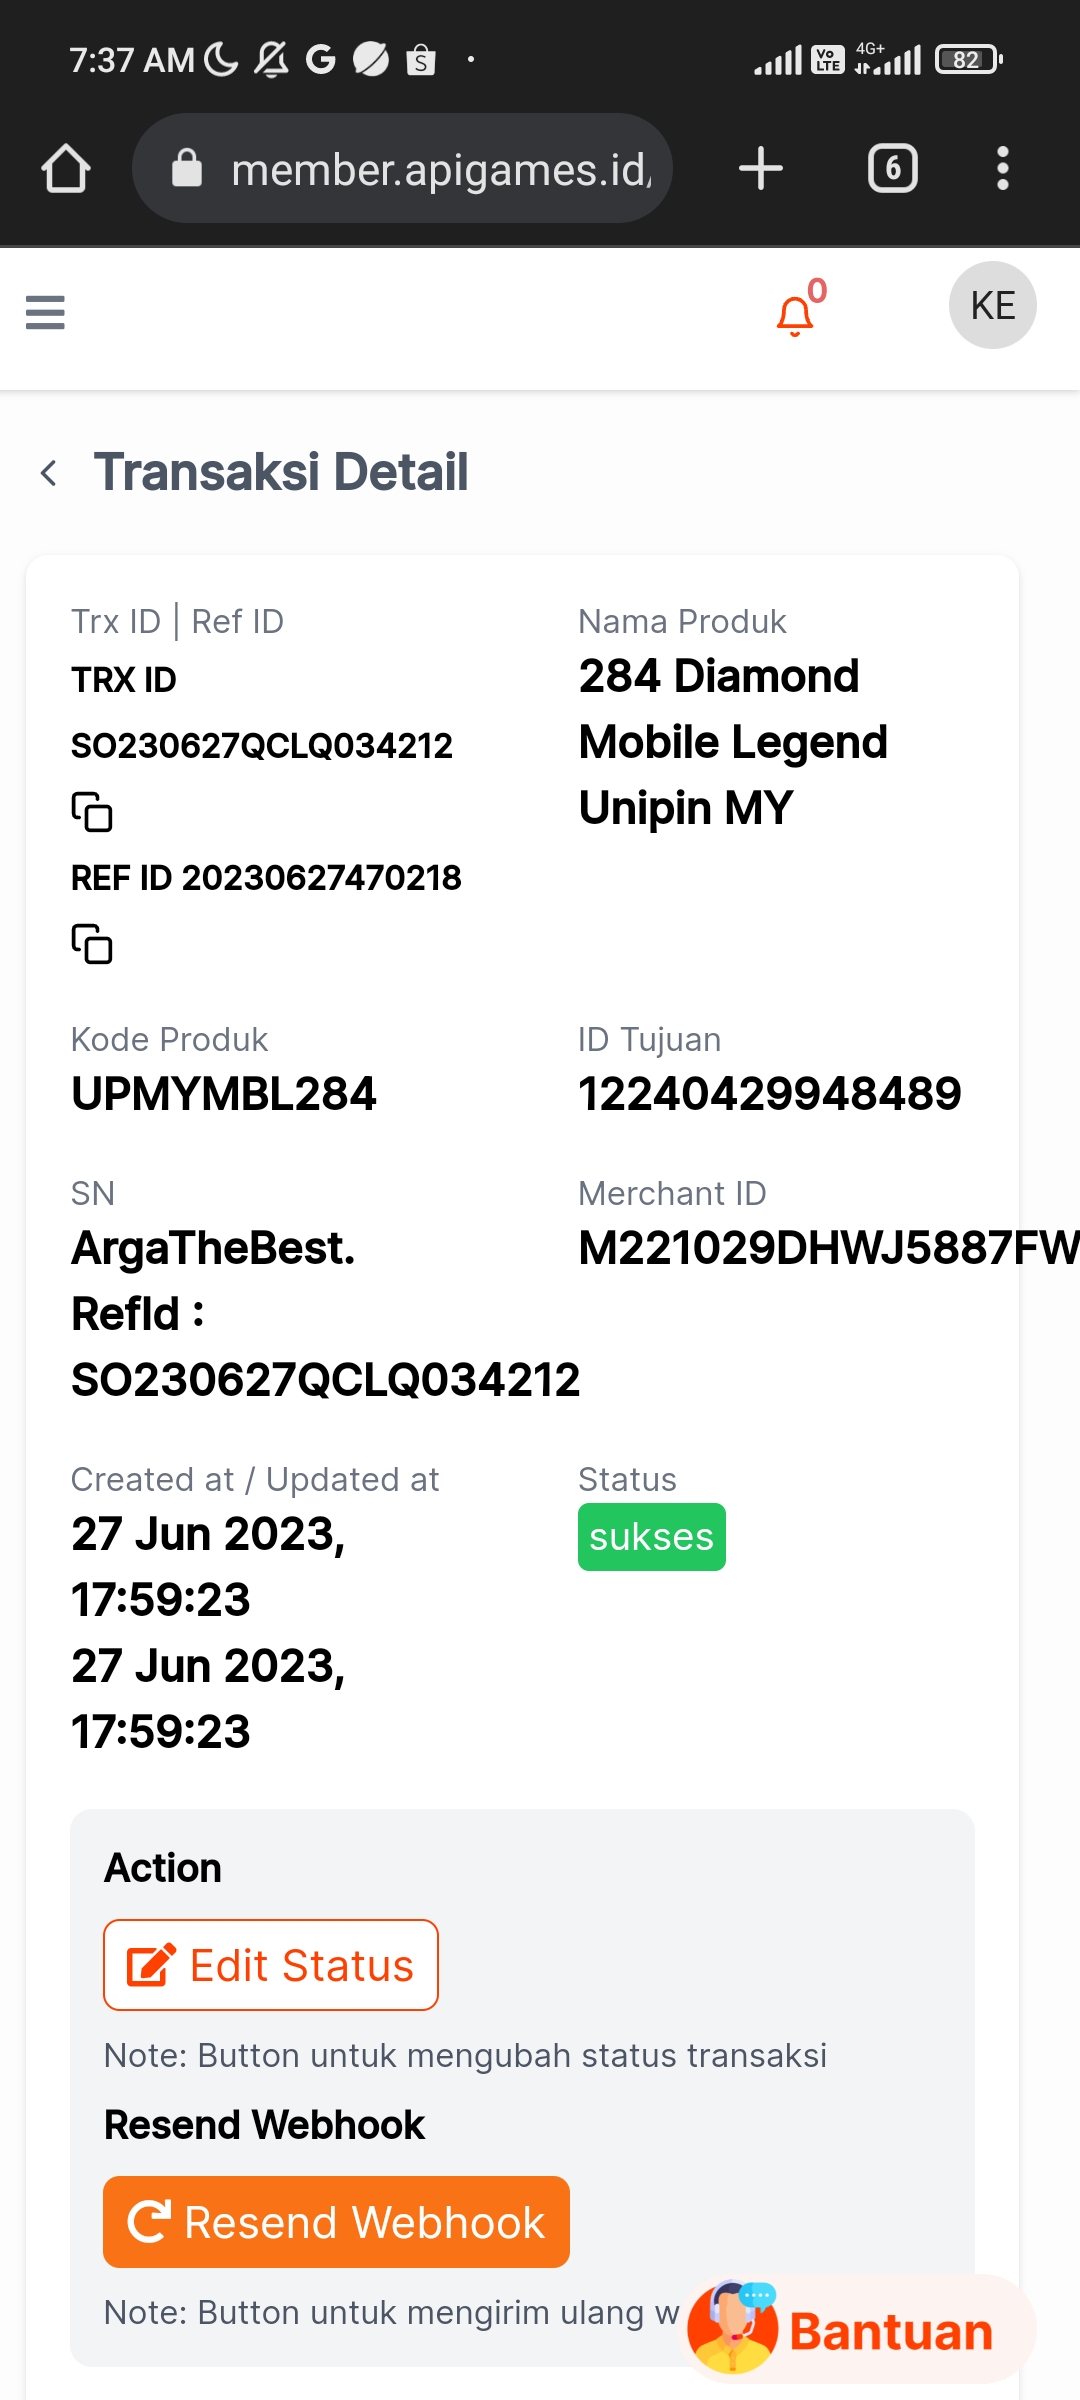 7:37 AM
Vo LTE 4G+ 82
member.apigames.id/
6
0
KE
Transaksi Detail
Trx ID | Ref ID
TRX ID
SO230627QCLQ034212
REF ID 20230627470218
Nama Produk
284 Diamond
Mobile Legend
Unipin MY
Kode Produk
UPMYMBL284
ID Tujuan
12240429948489
SN
ArgaTheBest.
RefId :
SO230627QCLQ034212
Merchant ID
M221029DHWJ5887FW
Created at / Updated at
27 Jun 2023,
17:59:23
27 Jun 2023,
17:59:23
Status
sukses
Action
Edit Status
Note: Button untuk mengubah status transaksi
Resend Webhook
Resend Webhook
Note: Button untuk mengirim ulang w
Bantuan